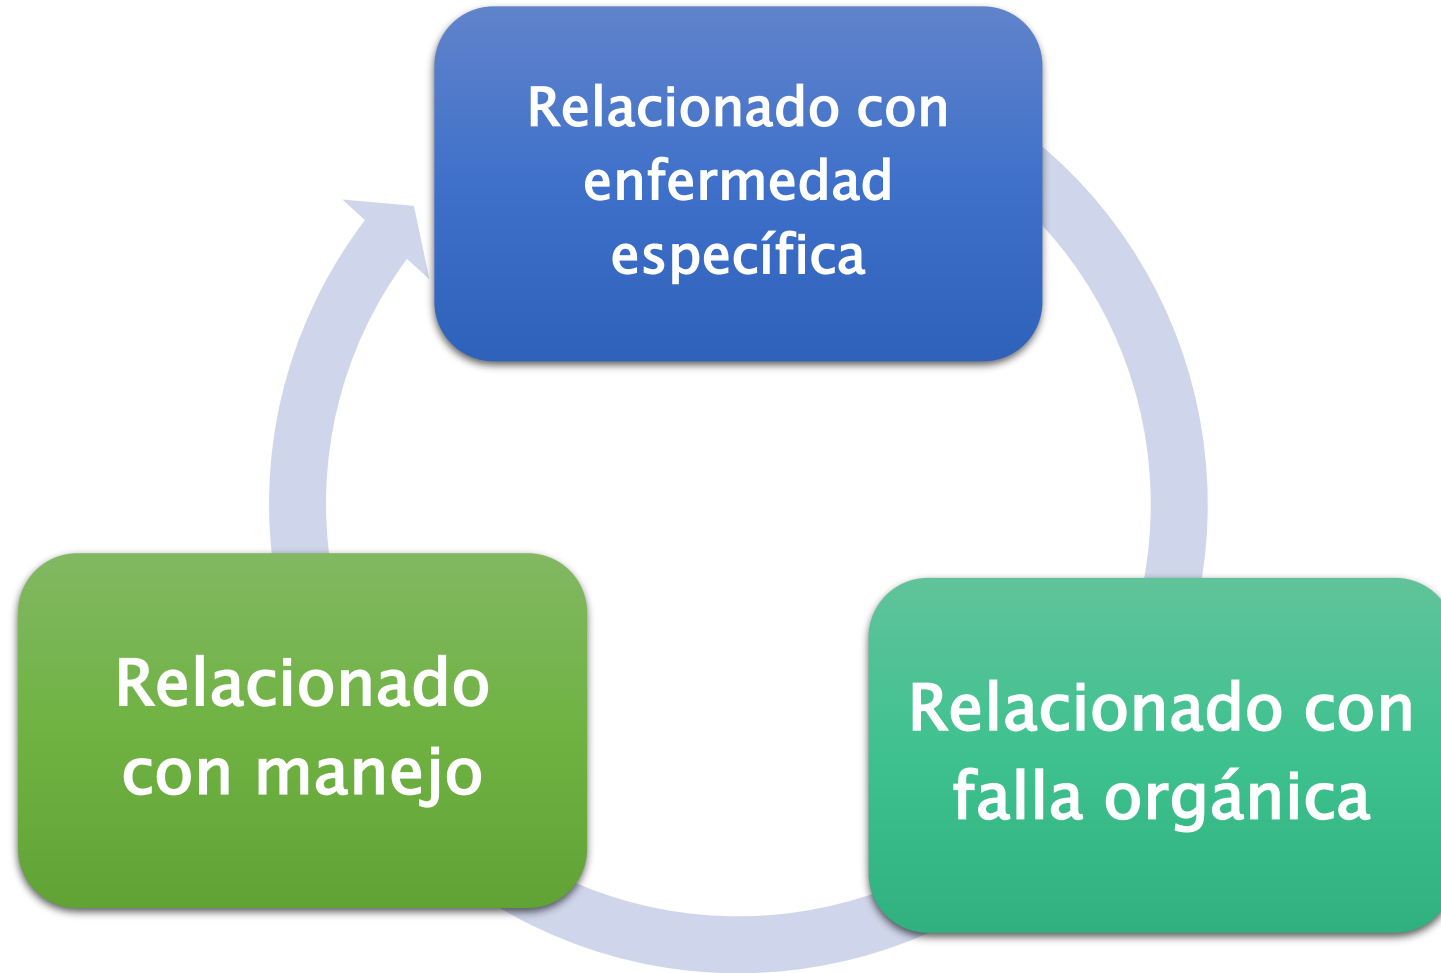 Relacionado con
enfermedad
específica
Relacionado
con manejo
Relacionado con
falla orgánica